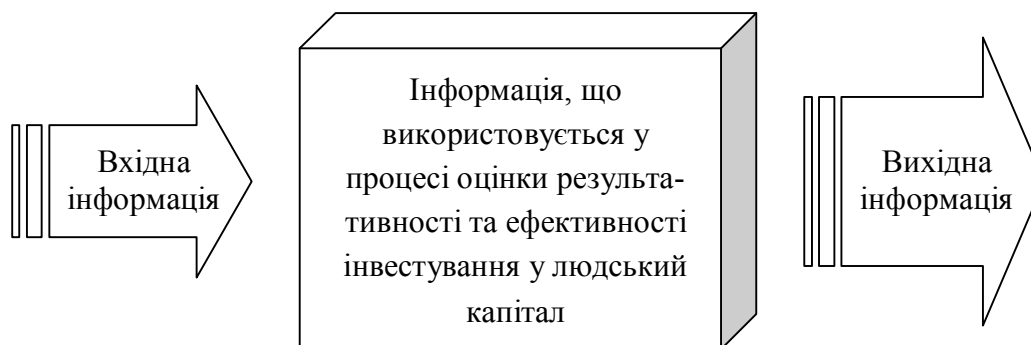 Вхідна
інформація
Інформація, що
використовується у
процесі оцінки результа-
тивності та ефективності
інвестування у людський
капітал
Вихідна
інформація